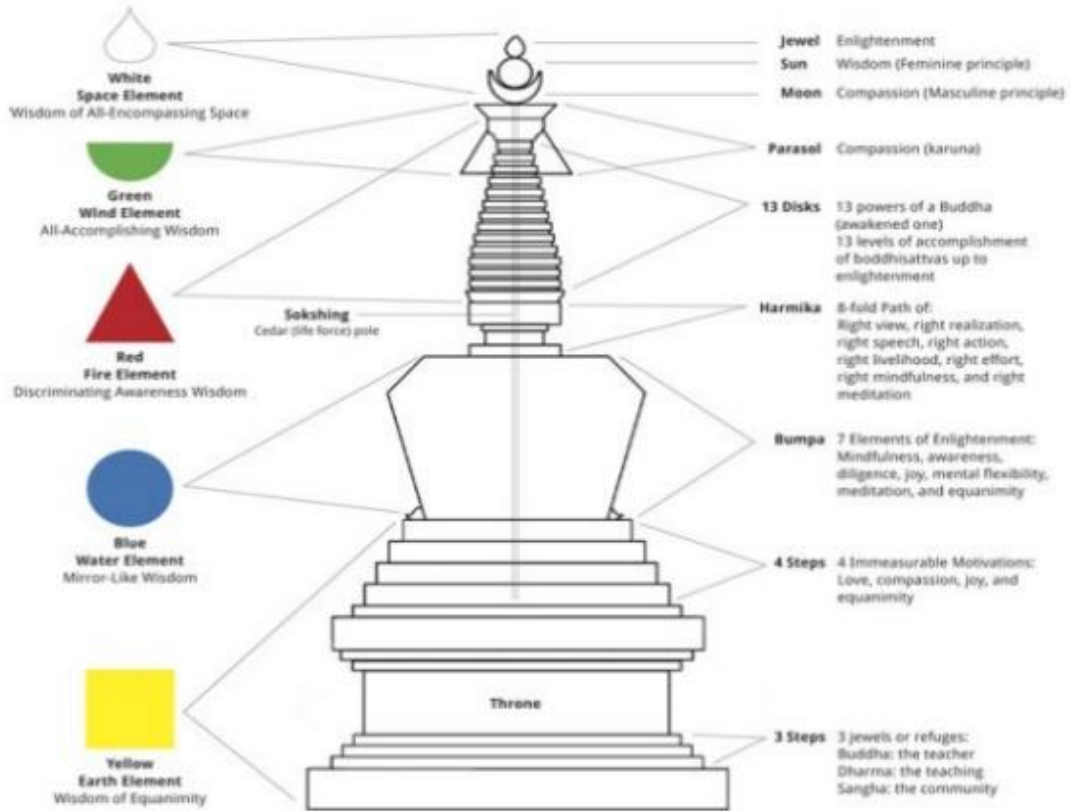 White
Space Element
Wisdom of All-Encompassing Space
Green
Wind Element
All-Accomplishing Wisdom
Red
Fire Element
Discriminating Awareness Wisdom
Blue
Water Element
Mirror-Like Wisdom
Yellow
Earth Element
Wisdom of Equanimity
Sokshing
Cedar (life force) pole
Throne
Jewel Enlightenment
Sun Wisdom (Feminine principle)
Moon Compassion (Masculine principle)
Parasol Compassion (karuna)
13 Disks 13 powers of a Buddha
(awakened one)
13 levels of accomplishment
of boddhisattvas up to
enlightenment
Harmika 8-fold Path of:
Right view, right realization,
right speech, right action,
right livelihood, right effort,
right mindfulness, and right
meditation
Bumpa 7 Elements of Enlightenment:
Mindfulness, awareness,
diligence, joy, mental flexibility,
meditation, and equanimity
4 Steps 4 Immeasurable Motivations:
Love, compassion, joy, and
equanimity
3 Steps 3 jewels or refuges:
Buddha: the teacher
Dharma: the teaching
Sangha: the community